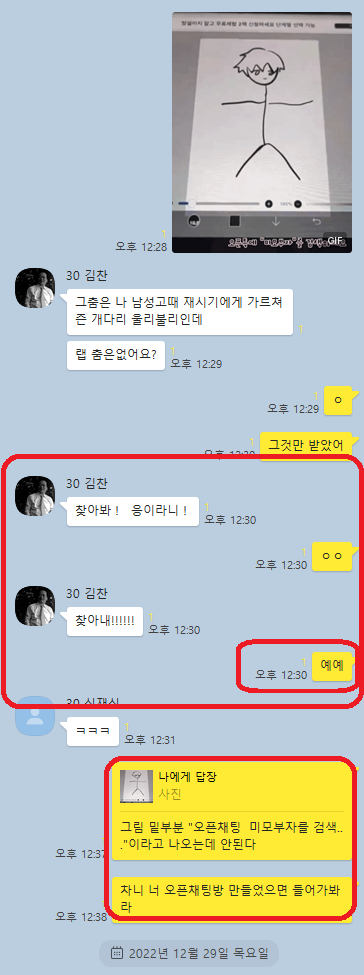 오후 12:28
GIF
30 김찬
그춤은 나 남성고때 재시기에게 가르쳐
준 개다리 울리불리인데
1
랩 춤은없어요?
1
오후 12:29
1
오후 12:29
ㅇ
그것만 받았어
30 김찬
찾아봐 ! 응이라니 !
1
오후 12:30
1
오후 12:30
ㅇㅇ
30 김찬
찾아내!!!!!!
1
오후 12:30
1
오후 12:30
예예
ㅋㅋㅋ
1
오후 12:31
나에게 답장
사진
그림 밑부분 "오픈채팅 미모부자를 검색..
."이라고 나오는데 안된다
오후 12:37
차니 너 오픈채팅방 만들었으면 들어가봐
라
오후 12:38
2022년 12월 29일 목요일